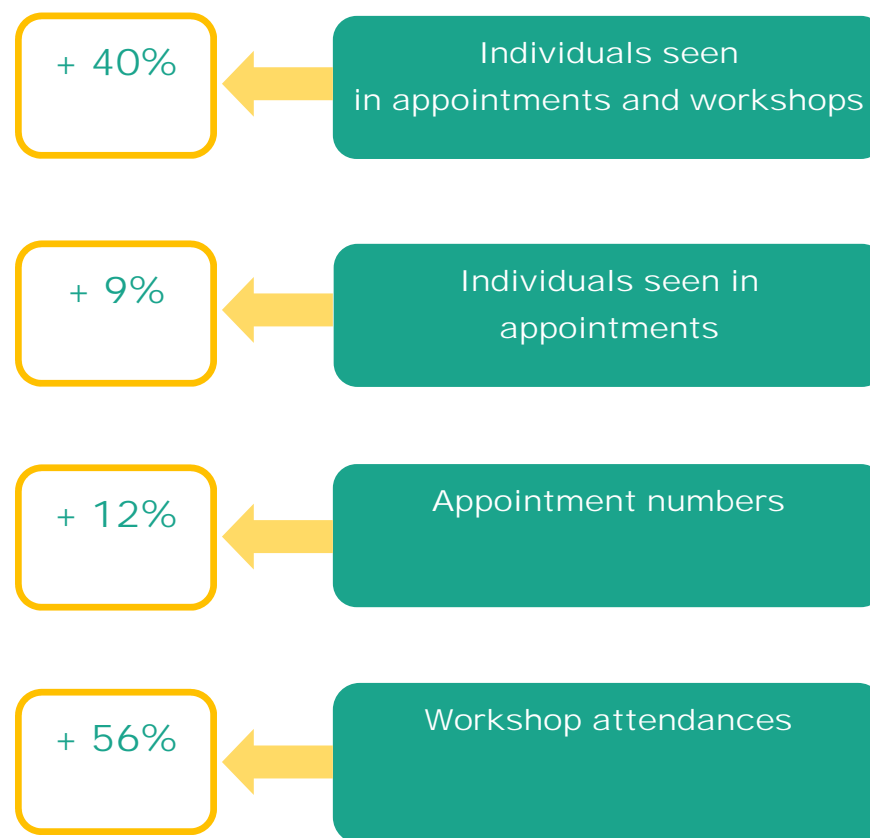 + 40%
Individuals seen
in appointments and workshops
+ 9%
Individuals seen in
appointments
+ 12%
Appointment numbers
+ 56%
Workshop attendances